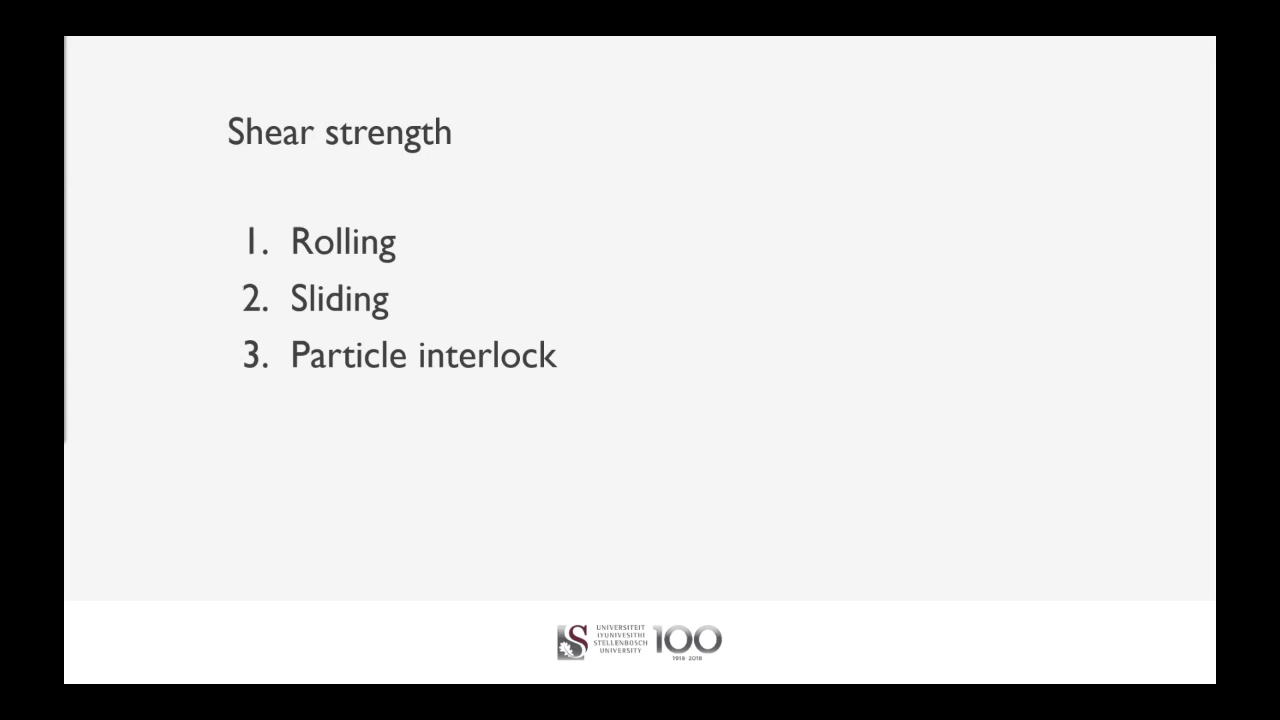 Shear strength
1. Rolling
2. Sliding
3. Particle interlock
UNIVERSITEIT
IYUNIVESITHI
STELLENBOSCH
UNIVERSITY
100
1918 2018